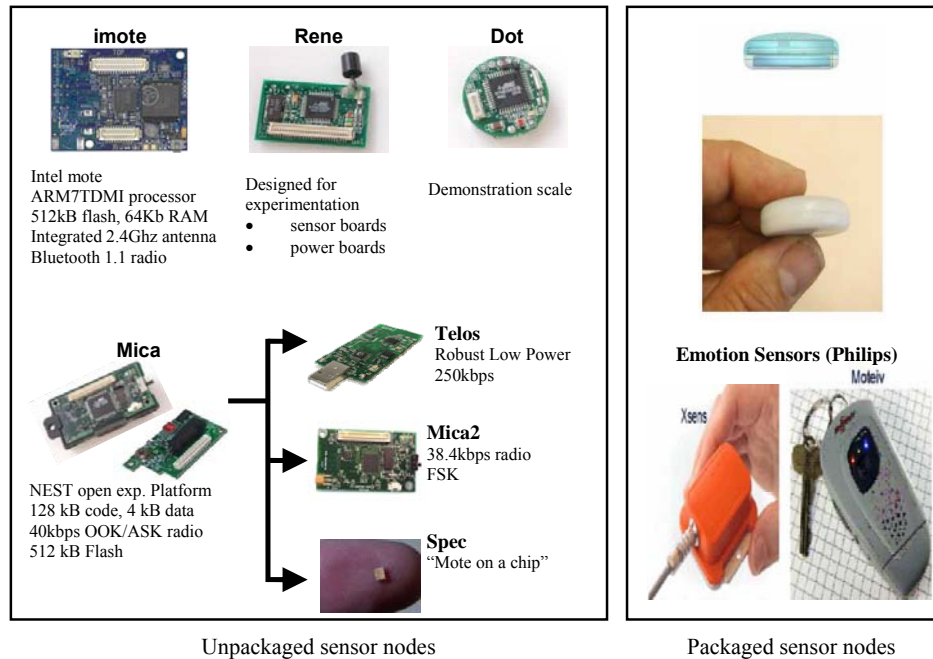 imote
Rene
Dot
Intel mote
ARM7TDMI processor
512kB flash, 64Kb RAM
Integrated 2.4Ghz antenna
Bluetooth 1.1 radio
Designed for
experimentation
• sensor boards
• power boards
Demonstration scale
Mica
NEST open exp. Platform
128 kB code, 4 kB data
40kbps OOK/ASK radio
512 kB Flash
Telos
Robust Low Power
250kbps
Mica2
38.4kbps radio
FSK
Spec
“Mote on a chip”
Emotion Sensors (Philips)
Xsens
Moteiv
Unpackaged sensor nodes
Packaged sensor nodes